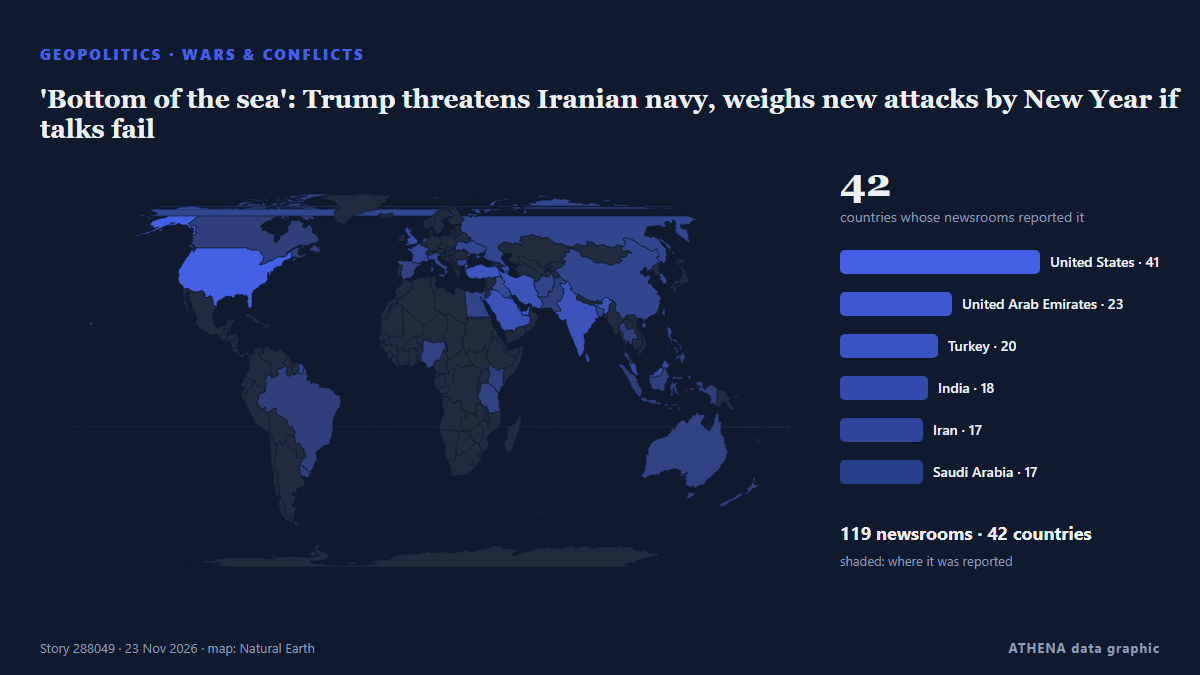 GEOPOLITICS · WARS & CONFLICTS
'Bottom of the sea': Trump threatens Iranian navy, weighs new attacks by New Year if
talks fail
42
countries whose newsrooms reported it
United States · 41
United Arab Emirates · 23
Turkey · 20
India · 18
Iran · 17
Saudi Arabia · 17
119 newsrooms · 42 countries
shaded: where it was reported
Story 288049 · 23 Nov 2026 · map: Natural Earth
ATHENA data graphic